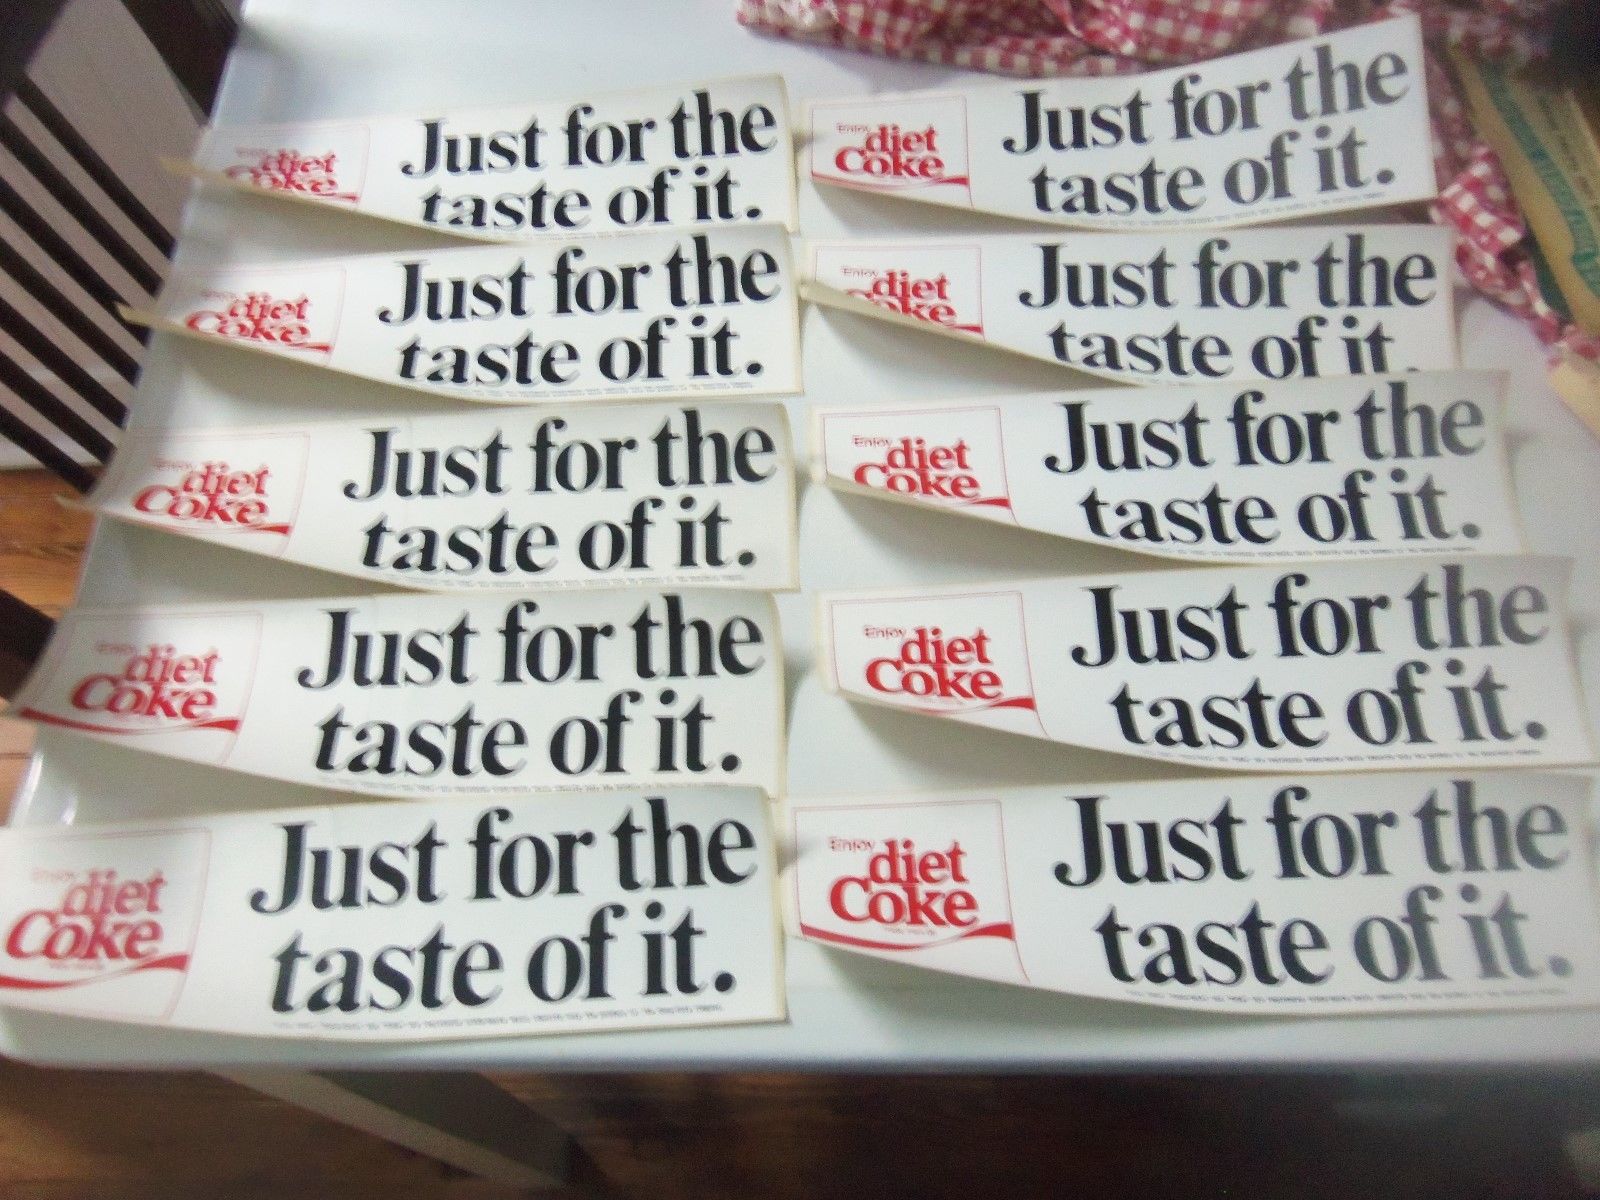 Enjoy
diet
Coke
Just for the
taste of it.
Enjoy
diet
Coke
Just for the
taste of it.
diet
Coke
Just for the
taste of it.
Enjoy
diet
Coke
Just for the
taste of it.
Enjoy
diet
Coke
Just for the
taste of it.
Enjoy
diet
Coke
Just for the
taste of it.
Enjoy
diet
Coke
Just for the
taste of it.
Enjoy
diet
Coke
Just for the
taste of it.
Enjoy
diet
Coke
Just for the
taste of it.
Enjoy
diet
Coke
Just for the
taste of it.